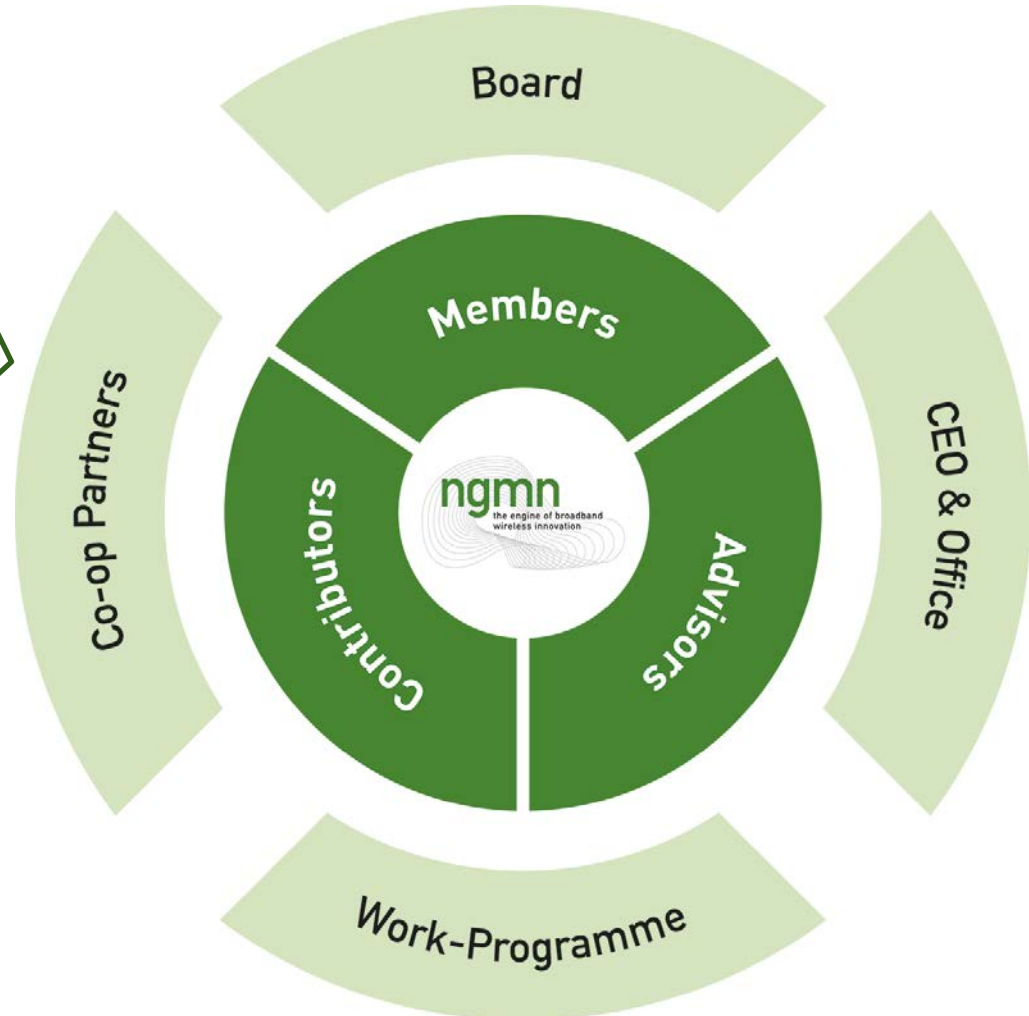 Board
Members
Co-op Partners
CEO & Office
Contributors
ngmn
the engine of broadband
wireless innovation
Advisors
Work-Programme